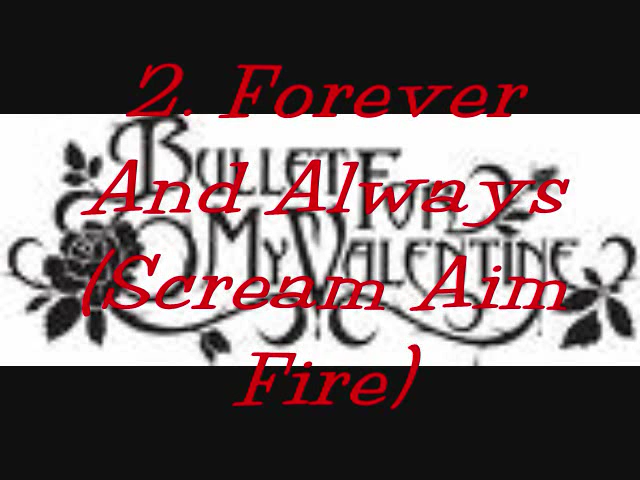 2. Forever
And Always
(Scream Aim
Fire)
BULLET FOR
MY VALENTINE